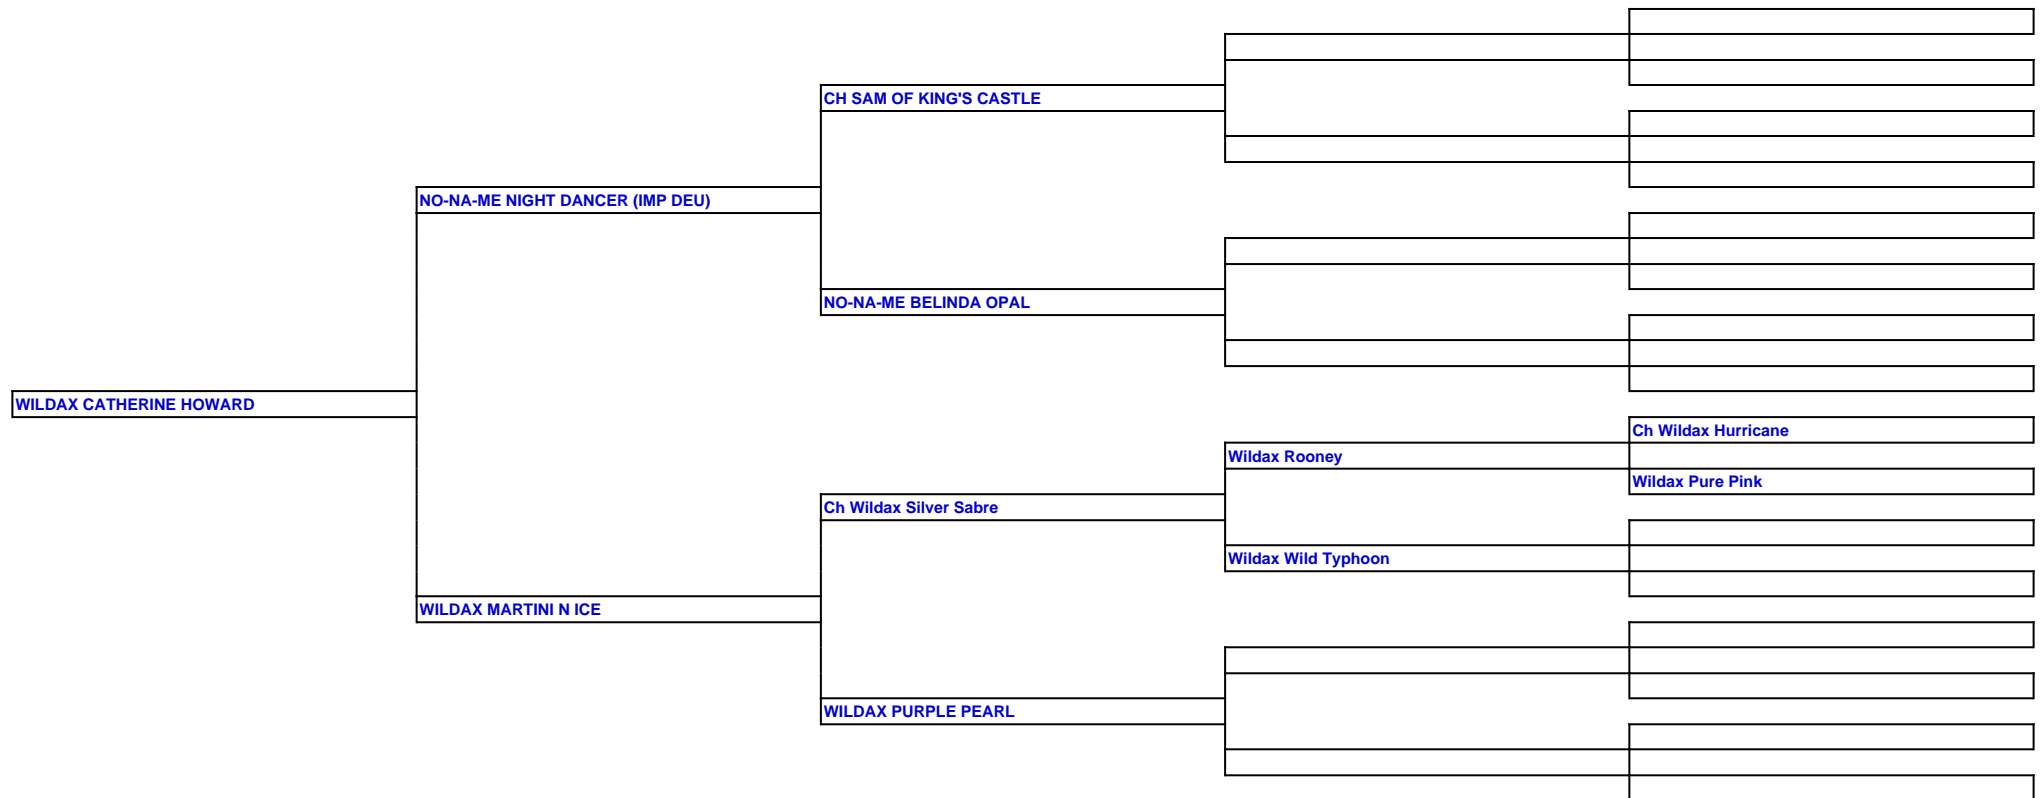 CH SAM OF KING'S CASTLE
NO-NA-ME NIGHT DANCER (IMP DEU)
NO-NA-ME BELINDA OPAL
WILDAX CATHERINE HOWARD
Ch Wildax Hurricane
Wildax Rooney
Wildax Pure Pink
Ch Wildax Silver Sabre
Wildax Wild Typhoon
WILDAX MARTINI N ICE
WILDAX PURPLE PEARL